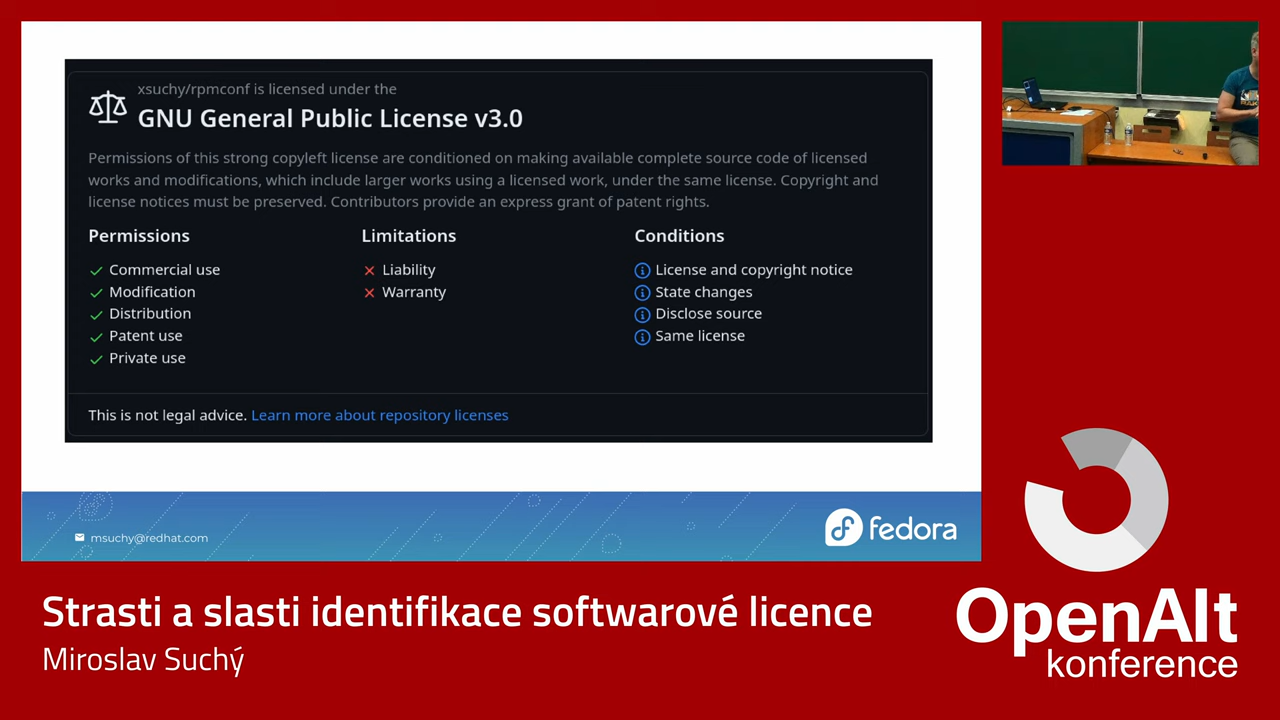 xsuchy/rpmconf is licensed under the
GNU General Public License v3.0
Permissions of this strong copyleft license are conditioned on making available complete source code of licensed
works and modifications, which include larger works using a licensed work, under the same license. Copyright and
license notices must be preserved. Contributors provide an express grant of patent rights.
Permissions
Commercial use
Modification
Distribution
Patent use
Private use
Limitations
Liability
Warranty
Conditions
License and copyright notice
State changes
Disclose source
Same license
This is not legal advice. Learn more about repository licenses
msuchy@redhat.com
fedora
Strasti a slasti identifikace softwarové licence
Miroslav Suchý
OpenAlt
konference